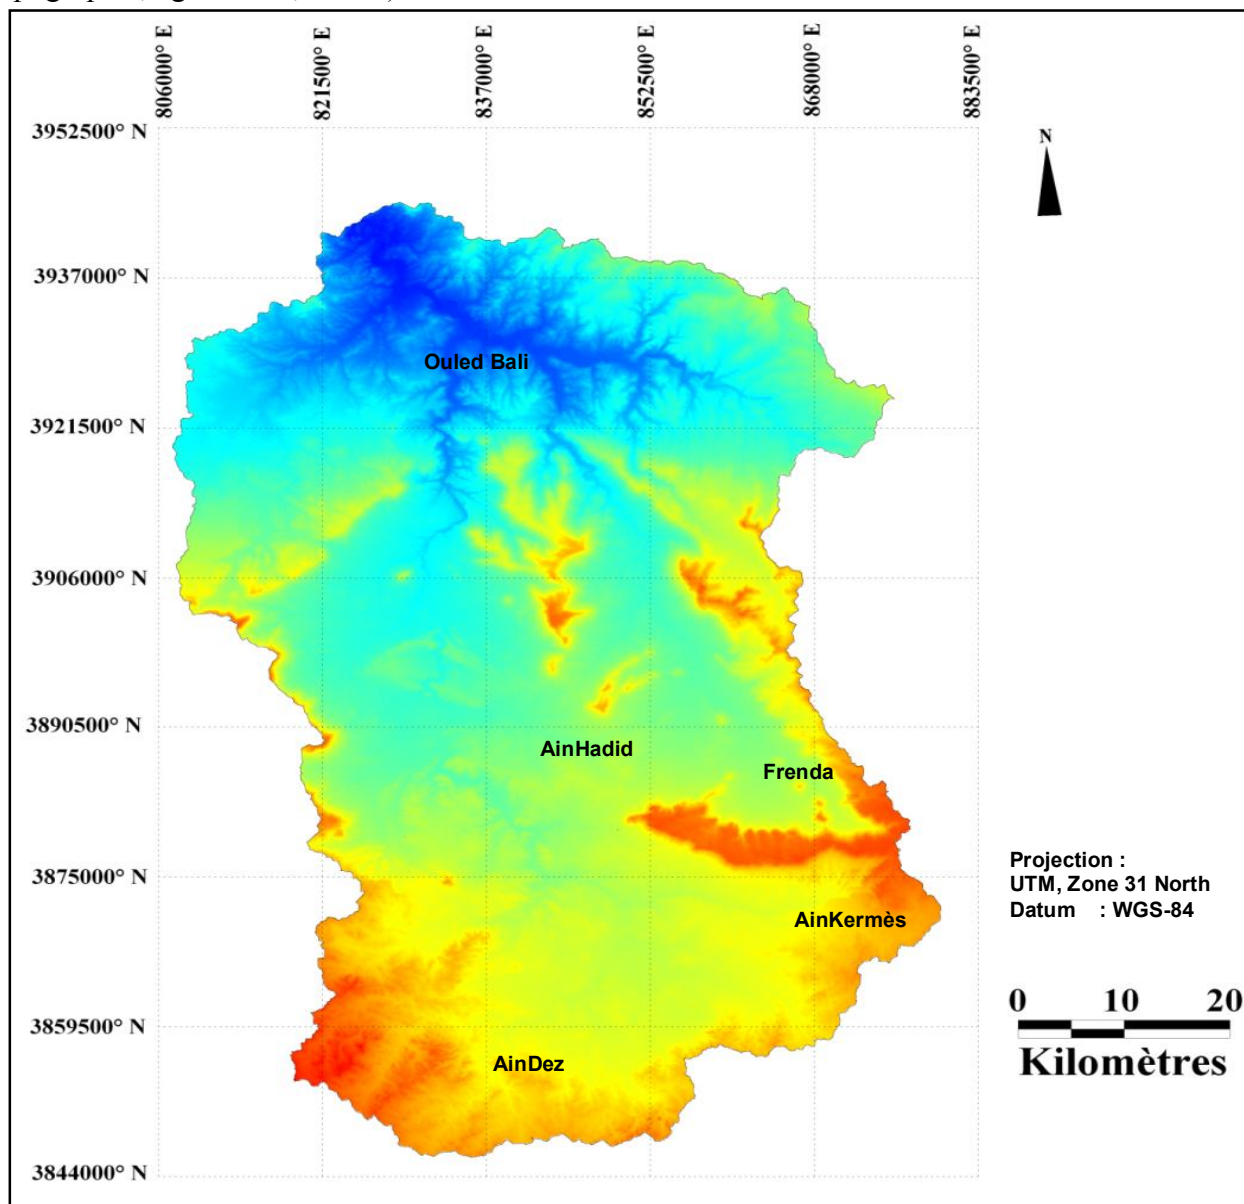 806000° E
821500° E
837000° E
852500° E
868000° E
883500° E
3952500° N
N
3937000° N
Ouled Bali
3921500° N
3906000° N
3890500° N
AinHadid
Frenda
3875000° N
Projection :
UTM, Zone 31 North
Datum : WGS-84
AinKermès
0 10 20
Kilomètres
3859500° N
AinDez
3844000° N